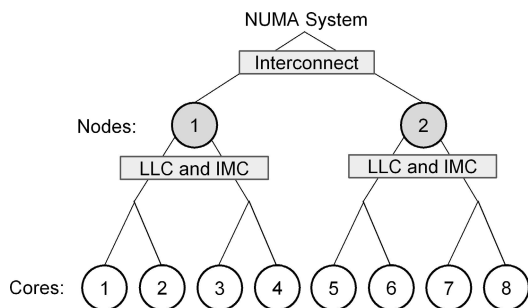 NUMA System
Interconnect
Nodes: 1 2
LLC and IMC LLC and IMC
Cores: 1 2 3 4 5 6 7 8